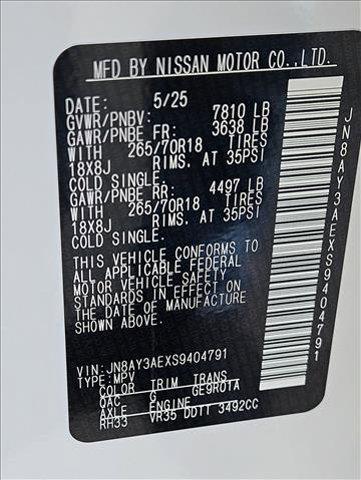 MFD BY NISSAN MOTOR CO.,LTD.
DATE: 5/25
GVWR/PNBV: 7810 LB
GAWR/PNBE FR: 3638 LB
WITH 265/70R18 TIRES
18X8J RIMS, AT 35PSI
COLD SINGLE.
GAWR/PNBE RR: 4497 LB
WITH 265/70R18 TIRES
18X8J RIMS, AT 35PSI
COLD SINGLE.
THIS VEHICLE CONFORMS TO
ALL APPLICABLE FEDERAL
MOTOR VEHICLE SAFETY
STANDARDS IN EFFECT ON
THE DATE OF MANUFACTURE
SHOWN ABOVE.
VIN: JN8AY3AEXS9404791
TYPE: MPV
COLOR TRIM TRANS
QAC G GE9R01A
AXLE ENGINE
RH33 VR35 DDTT 3492CC
JN8AY3AEXS9404791